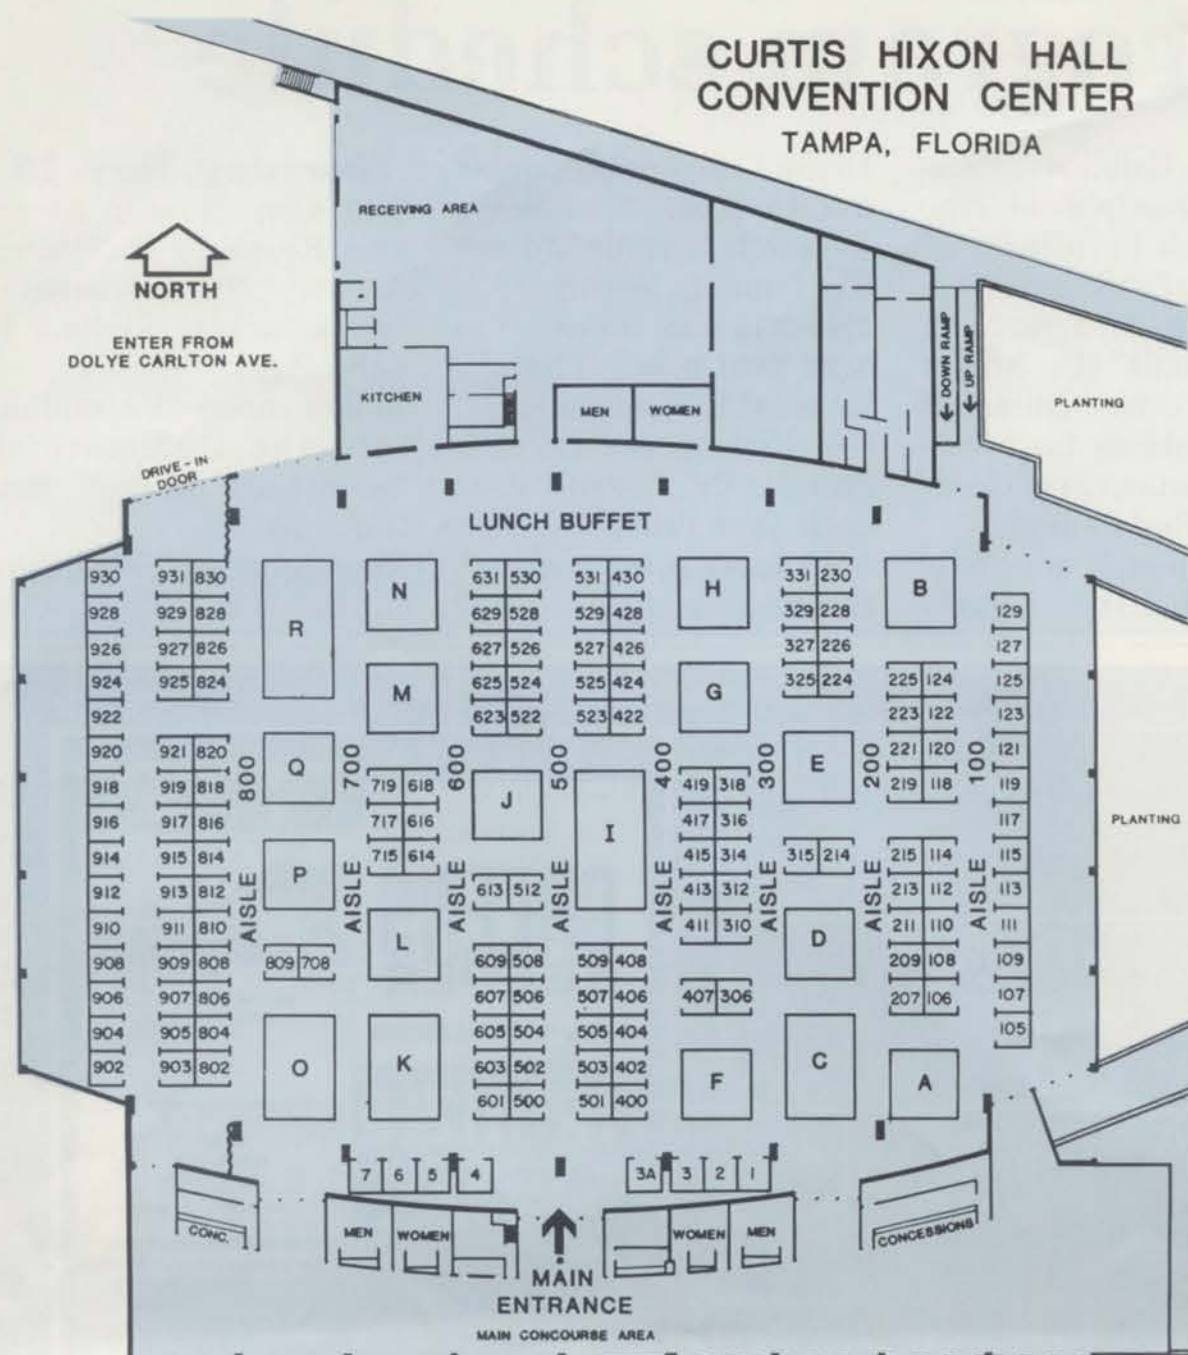 CURTIS HIXON HALL
CONVENTION CENTER
TAMPA, FLORIDA
RECEIVING AREA
NORTH
ENTER FROM
DOLYE CARLTON AVE.
KITCHEN
MEN
WOMEN
DOWN RAMP
UP RAMP
PLANTING
DRIVE-IN
DOOR
LUNCH BUFFET
930 931 830 R N 631 530 531 430 H 331 230 B
928 929 828 629 528 529 428 329 228 129
926 927 826 627 526 527 426 327 226 127
924 925 824 M 625 524 525 424 G 325 224 225 124 125
922 623 522 523 422 223 122 123
920 921 820 Q E 221 120 121
918 919 818 719 618 J I 419 318 219 118 119
916 917 816 717 616 417 316 117
914 915 814 P 715 614 415 314 315 214 215 114 115
912 913 812 613 512 413 312 213 112 113
910 911 810 L 411 310 D 211 110 111
908 909 808 809 708 609 508 509 408 209 108 109
906 907 806 607 506 507 406 407 306 207 106 107
904 905 804 605 504 505 404 105
902 903 802 O K 603 502 503 402 F C A
601 500 501 400
AISLE 800
AISLE 700
AISLE 600
AISLE 500
AISLE 400
AISLE 300
AISLE 200
AISLE 100
PLANTING
7 6 5 4 3A 3 2 1
CONC.
MEN
WOMEN
WOMEN
MEN
CONCESSIONS
MAIN
ENTRANCE
MAIN CONCOURSE AREA